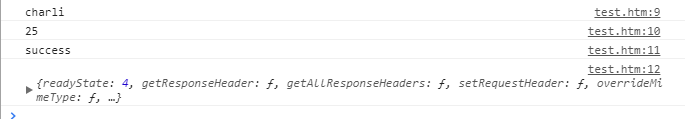 charli test.htm:9
25 test.htm:10
success test.htm:11
test.htm:12
{readyState: 4, getResponseHeader: ƒ, getAllResponseHeaders: ƒ, setRequestHeader: ƒ, overrideMi
meType: ƒ, …}